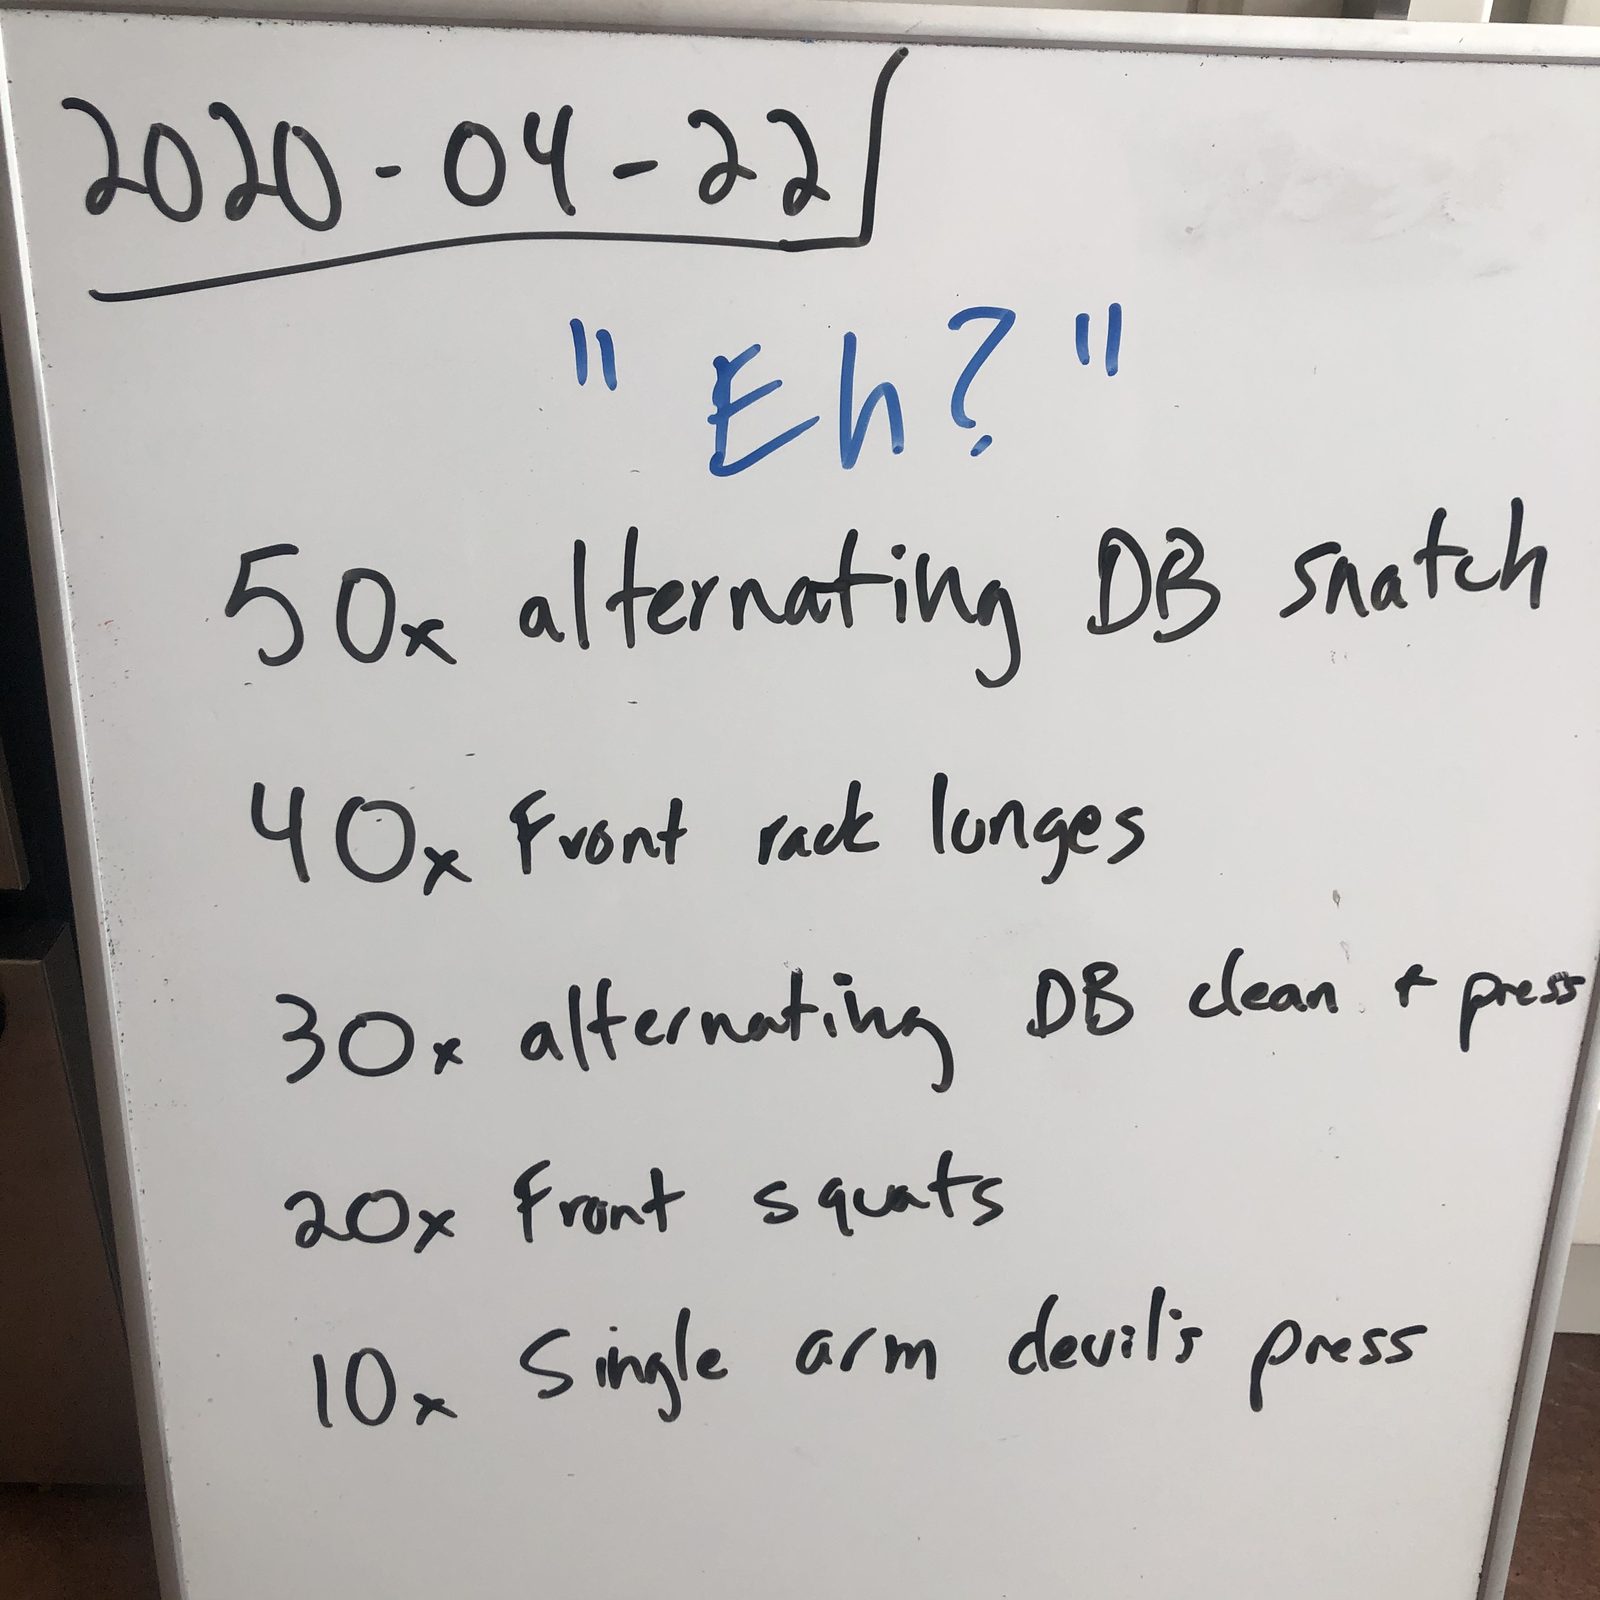 2020-04-22
"Eh?"
50x alternating DB snatch
40x Front rack lunges
30x alternating DB clean + press
20x Front squats
10x Single arm devil's press